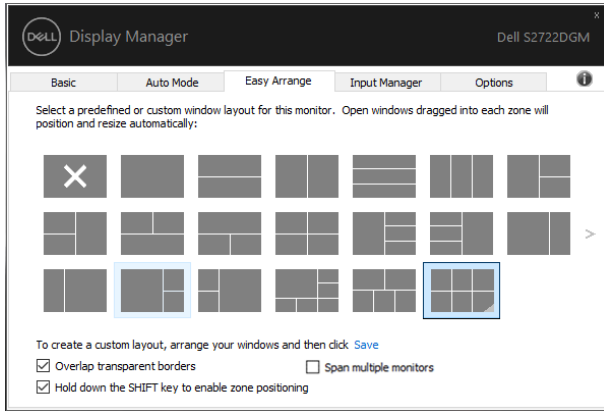 x
DELL Display Manager Dell S2722DGM
Basic Auto Mode Easy Arrange Input Manager Options i
Select a predefined or custom window layout for this monitor. Open windows dragged into each zone will
position and resize automatically:
>
To create a custom layout, arrange your windows and then click Save
Overlap transparent borders Span multiple monitors
Hold down the SHIFT key to enable zone positioning